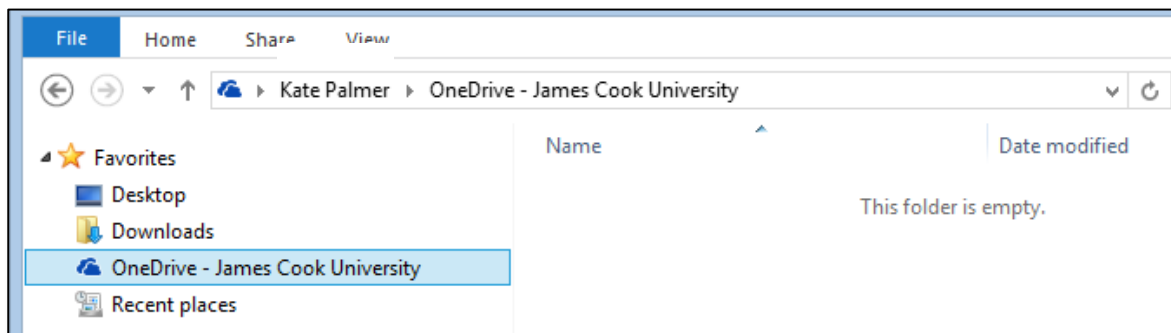 File Home Share View
Kate Palmer OneDrive - James Cook University
Name Date modified
Favorites
Desktop
This folder is empty.
Downloads
OneDrive - James Cook University
Recent places